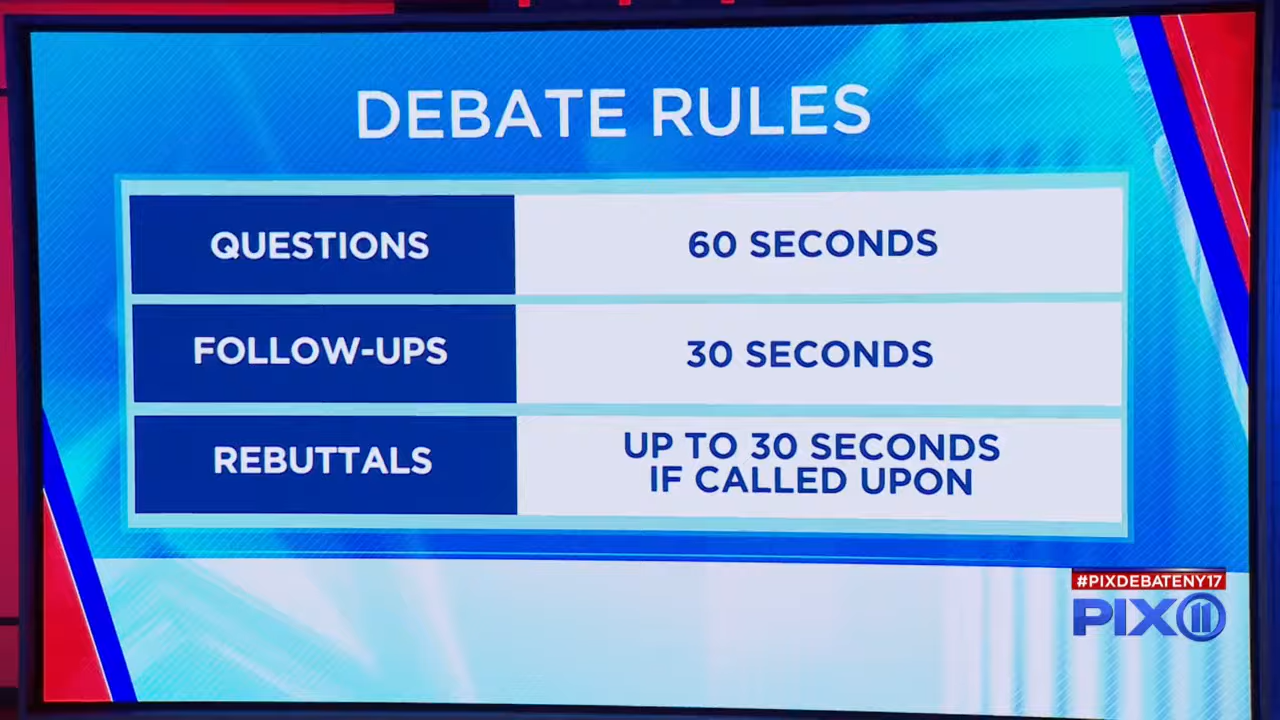 DEBATE RULES
QUESTIONS
60 SECONDS
FOLLOW-UPS
30 SECONDS
REBUTTALS
UP TO 30 SECONDS
IF CALLED UPON
#PIXDEBATENY17
PIX11